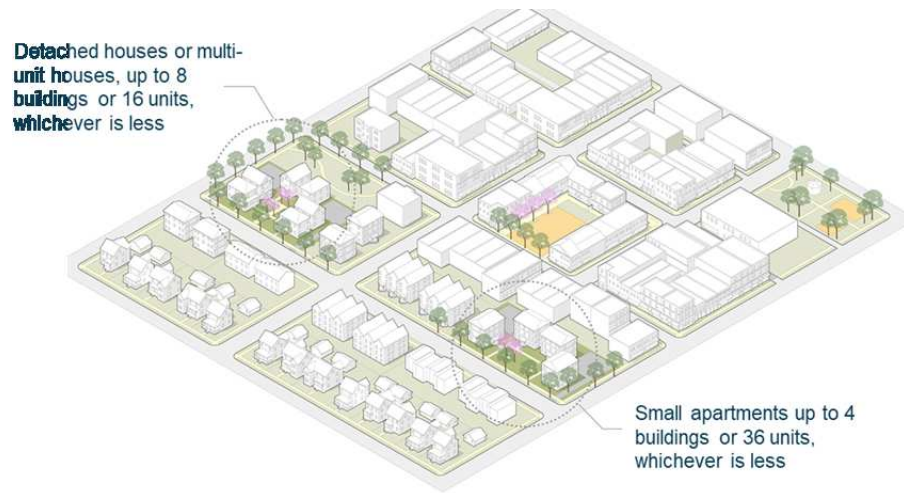 Detached houses or multi-
unit houses, up to 8
buildings or 16 units,
whichever is less
Small apartments up to 4
buildings or 36 units,
whichever is less